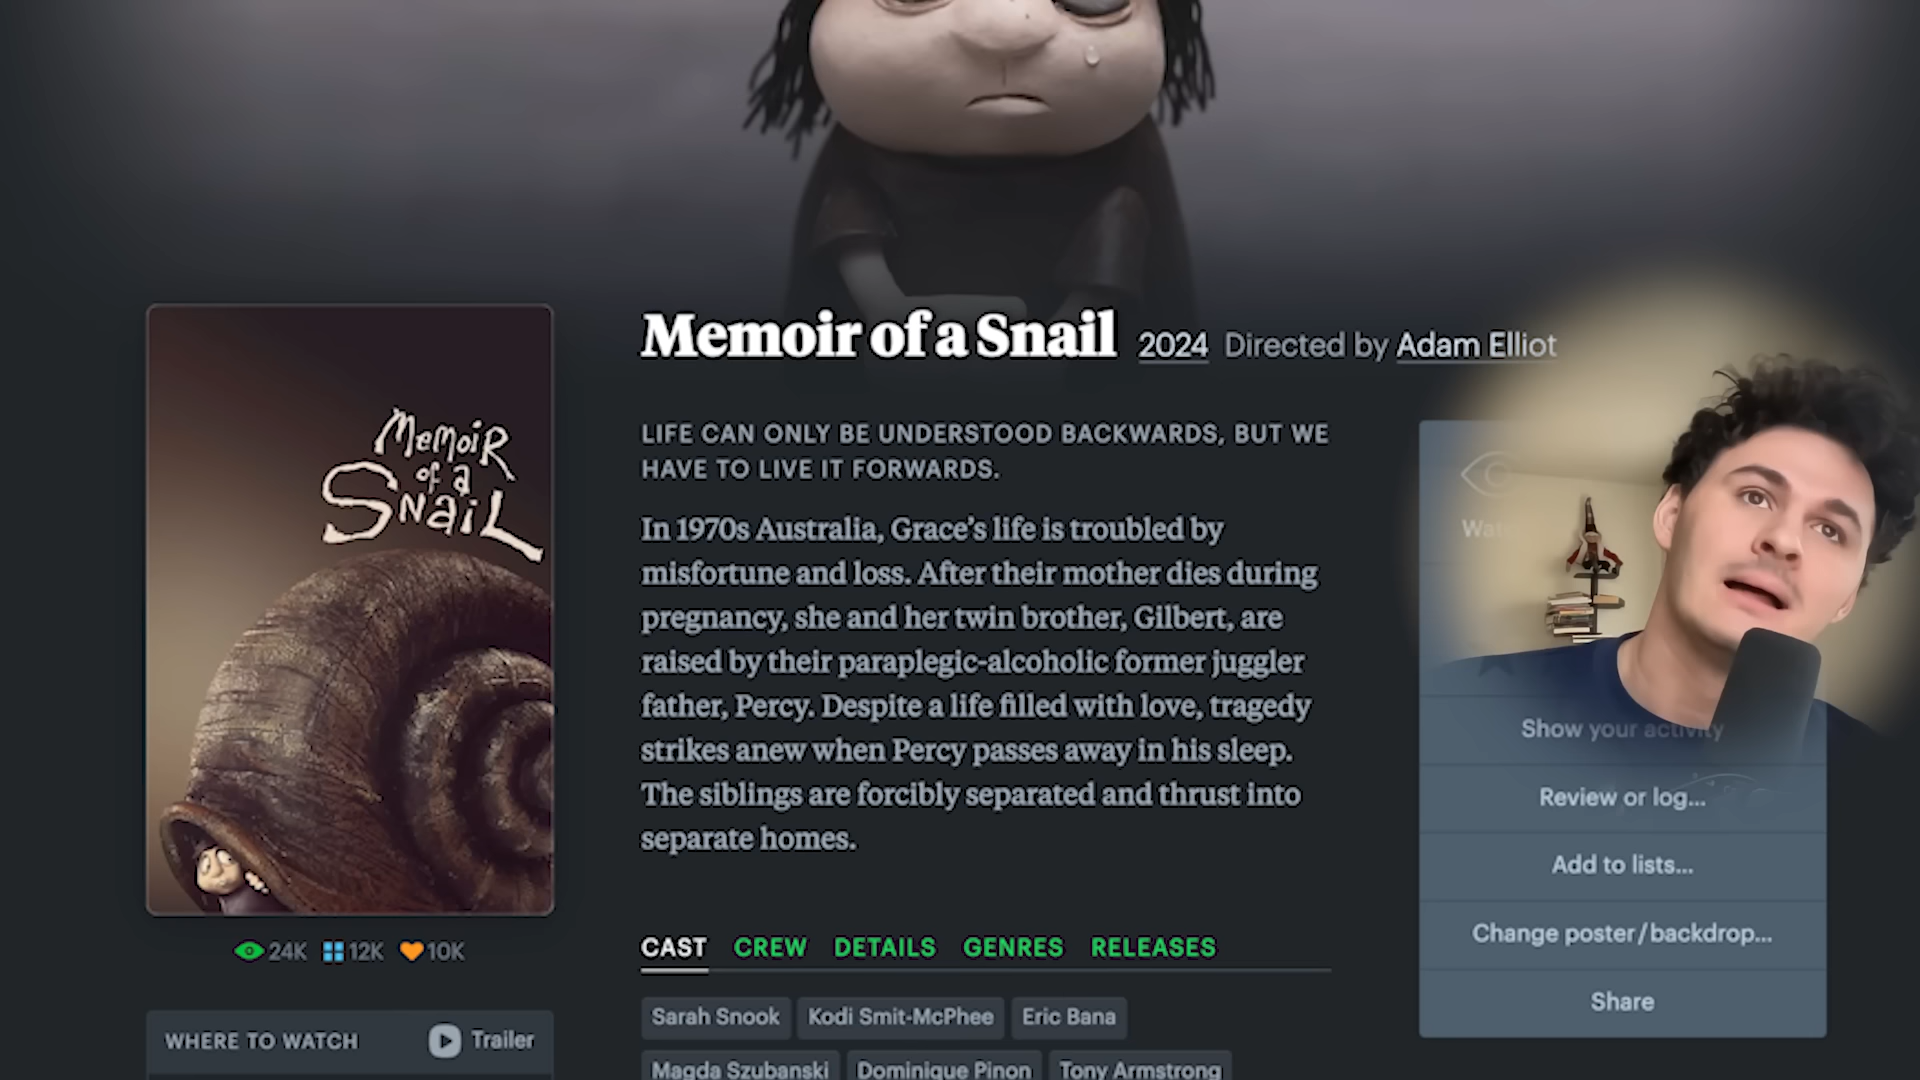 Memoir of a Snail 2024 Directed by Adam Elliot
Memoir
of a
Snail
LIFE CAN ONLY BE UNDERSTOOD BACKWARDS, BUT WE
HAVE TO LIVE IT FORWARDS.
In 1970s Australia, Grace’s life is troubled by
misfortune and loss. After their mother dies during
pregnancy, she and her twin brother, Gilbert, are
raised by their paraplegic-alcoholic former juggler
father, Percy. Despite a life filled with love, tragedy
strikes anew when Percy passes away in his sleep.
The siblings are forcibly separated and thrust into
separate homes.
Show your activity
Review or log...
Add to lists...
Change poster/backdrop...
Share
24K 12K 10K
WHERE TO WATCH Trailer
CAST CREW DETAILS GENRES RELEASES
Sarah Snook Kodi Smit-McPhee Eric Bana
Magda Szubanski Dominique Pinon Tony Armstrong